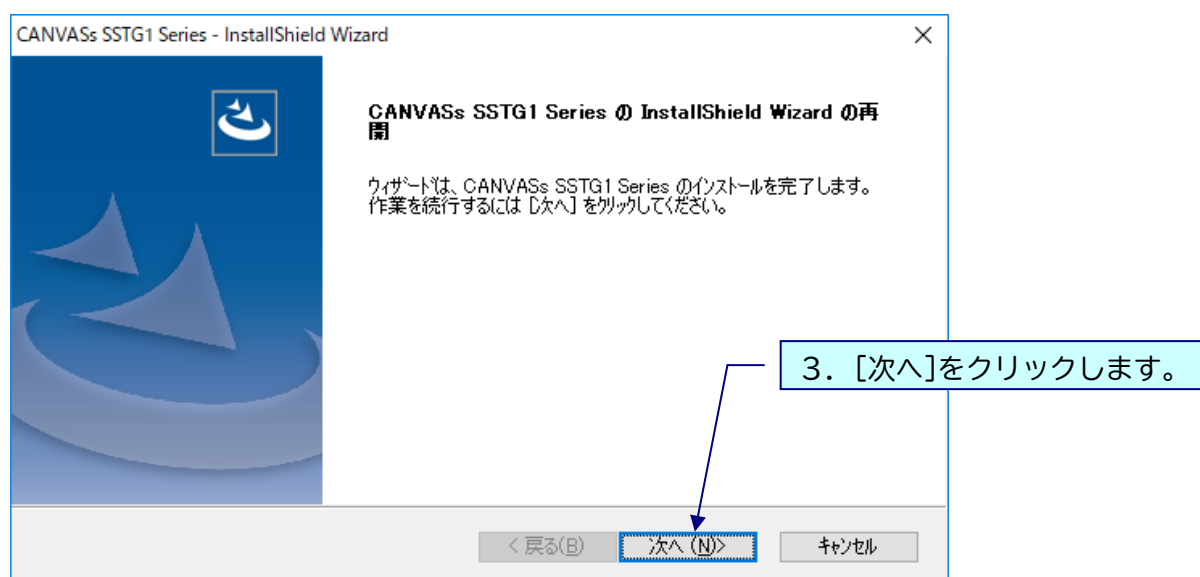 CANVASs SSTG1 Series - InstallShield Wizard
CANVASs SSTG1 Series の InstallShield Wizard の再
開
ウィザードは、CANVASs SSTG1 Series のインストールを完了します。
作業を続行するには [次へ] をクリックしてください。
3．[次へ]をクリックします。
< 戻る(B)
次へ (N)>
キャンセル